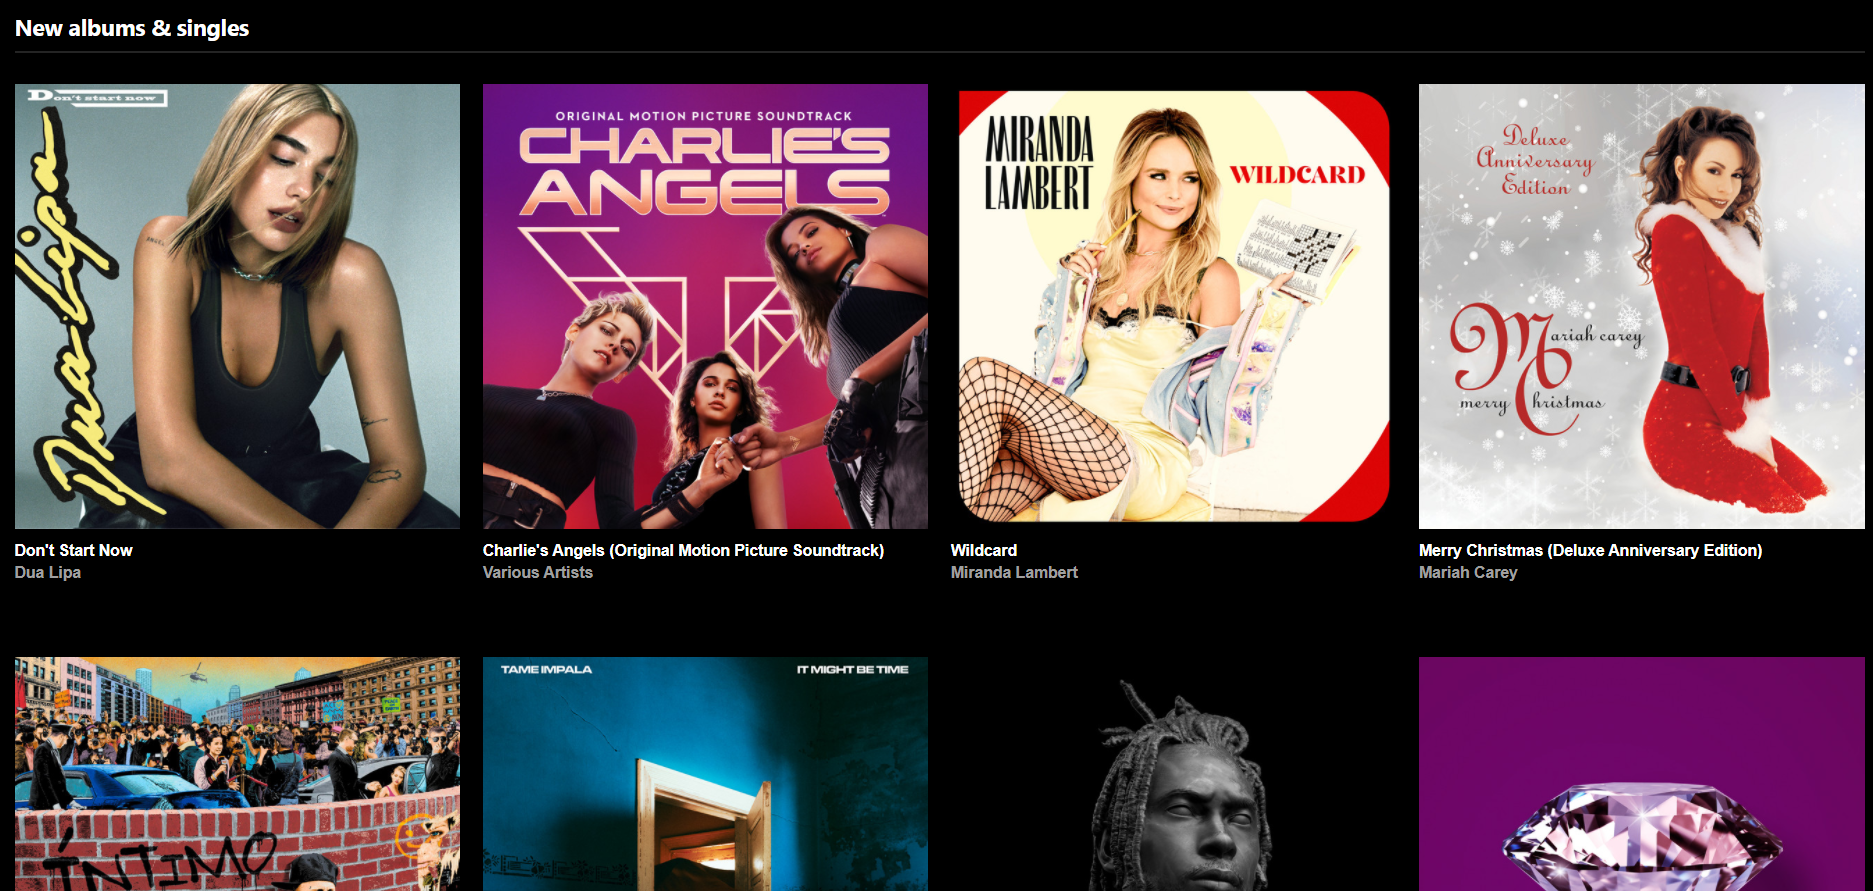 New albums & singles
Don't start now
Dua Lipa
ORIGINAL MOTION PICTURE SOUNDTRACK
CHARLIE'S
ANGELS
MIRANDA
LAMBERT
WILDCARD
Deluxe
Anniversary
Edition
Mariah carey
merry Christmas
Don't Start Now
Dua Lipa
Charlie's Angels (Original Motion Picture Soundtrack)
Various Artists
Wildcard
Miranda Lambert
Merry Christmas (Deluxe Anniversary Edition)
Mariah Carey
TAME IMPALA
IT MIGHT BE TIME
ÍNTIMO